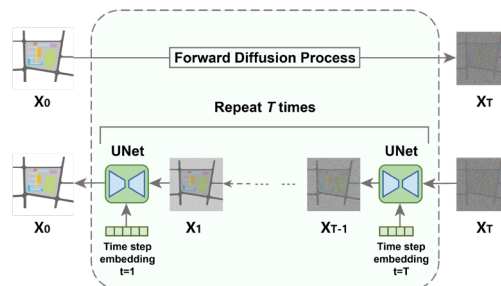 Forward Diffusion Process
X0
XT
Repeat T times
UNet
UNet
X0
X1
XT-1
XT
Time step
embedding
t=1
Time step
embedding
t=T